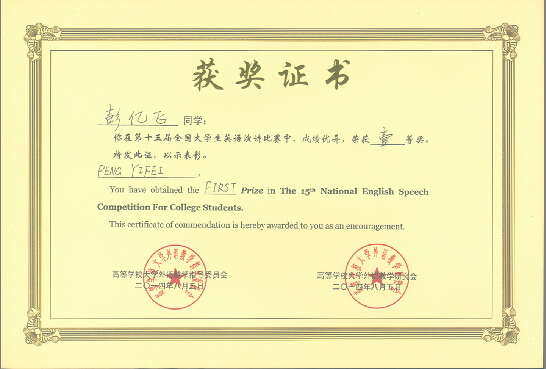 获奖证书
彭亿飞 同学：
你在第十五届全国大学生英语演讲比赛中，成绩优异，荣获 壹 等奖。
特发此证，以示表彰。
PENG YIFEI ,
You have obtained the FIRST Prize in The 15th National English Speech
Competition For College Students.
This certificate of commendation is hereby awarded to you as an encouragement.
高等学校大学外语教学指导委员会
二〇一四年八月五日
高等学校大学外语教学研究会
二〇一四年八月五日